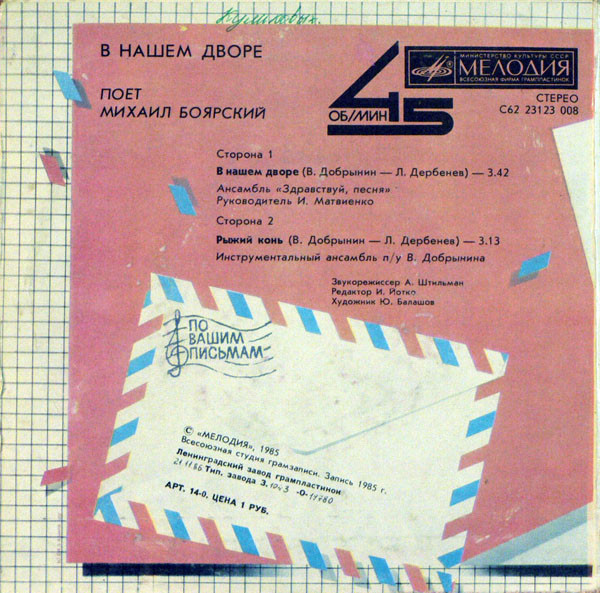 В НАШЕМ ДВОРЕ
ПОЕТ
МИХАИЛ БОЯРСКИЙ
МИНИСТЕРСТВО КУЛЬТУРЫ СССР
МЕЛОДИЯ
ВСЕСОЮЗНАЯ ФИРМА ГРАМПЛАСТИНОК
45
ОБ/МИН
СТЕРЕО
С62 23123 008
Сторона 1
В нашем дворе (В. Добрынин — Л. Дербенев) — 3.42
Ансамбль «Здравствуй, песня»
Руководитель И. Матвиенко
Сторона 2
Рыжий конь (В. Добрынин — Л. Дербенев) — 3.13
Инструментальный ансамбль п/у В. Добрынина
Звукорежиссер А. Штильман
Редактор И. Йотко
Художник Ю. Балашов
ПО
ВАШИМ
ПИСЬМАМ
© «МЕЛОДИЯ», 1985
Всесоюзная студия грамзаписи. Запись 1985 г.
Ленинградский завод грампластинок
Тип. завода З. -0-
АРТ. 14-0. ЦЕНА 1 РУБ.